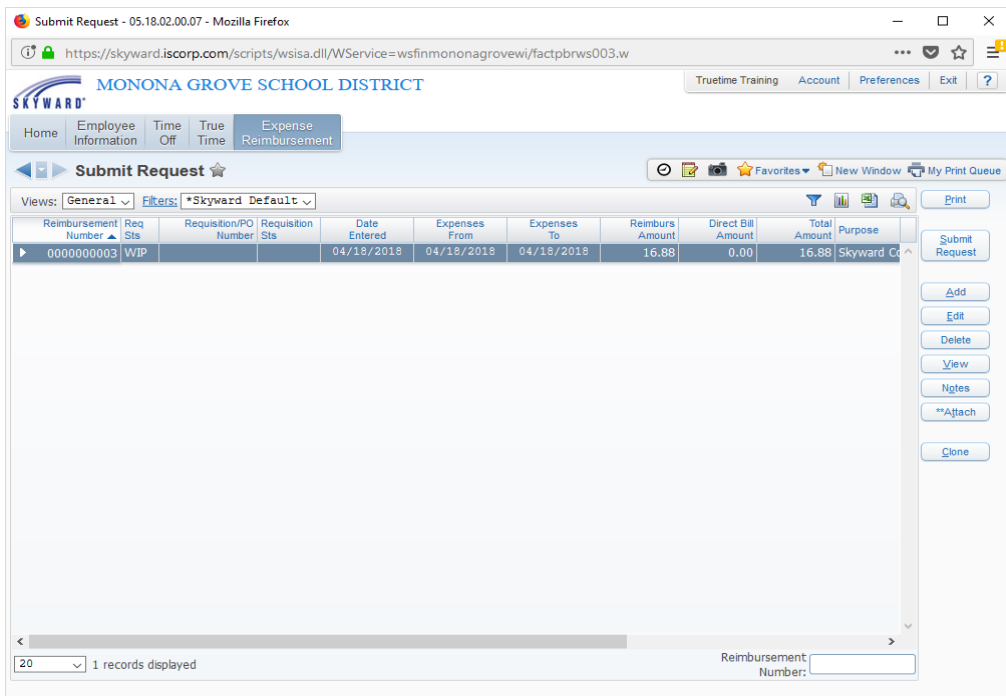 Submit Request - 05.18.02.00.07 - Mozilla Firefox
https://skyward.iscorp.com/scripts/wsisa.dll/WService=wsfinmononagrovewi/factpbrws003.w
SKYWARD® MONONA GROVE SCHOOL DISTRICT
Truetime Training Account Preferences Exit ?
Home Employee Information Time Off True Time Expense Reimbursement
Submit Request
Favorites New Window My Print Queue
Views: General Filters: *Skyward Default
Reimbursement Number Req Sts Requisition/PO Number Requisition Sts Date Entered Expenses From Expenses To Reimburs Amount Direct Bill Amount Total Amount Purpose
0000000003 WIP 04/18/2018 04/18/2018 04/18/2018 16.88 0.00 16.88 Skyward Co
Print
Submit Request
Add
Edit
Delete
View
Notes
**Attach
Clone
20 1 records displayed
Reimbursement Number: